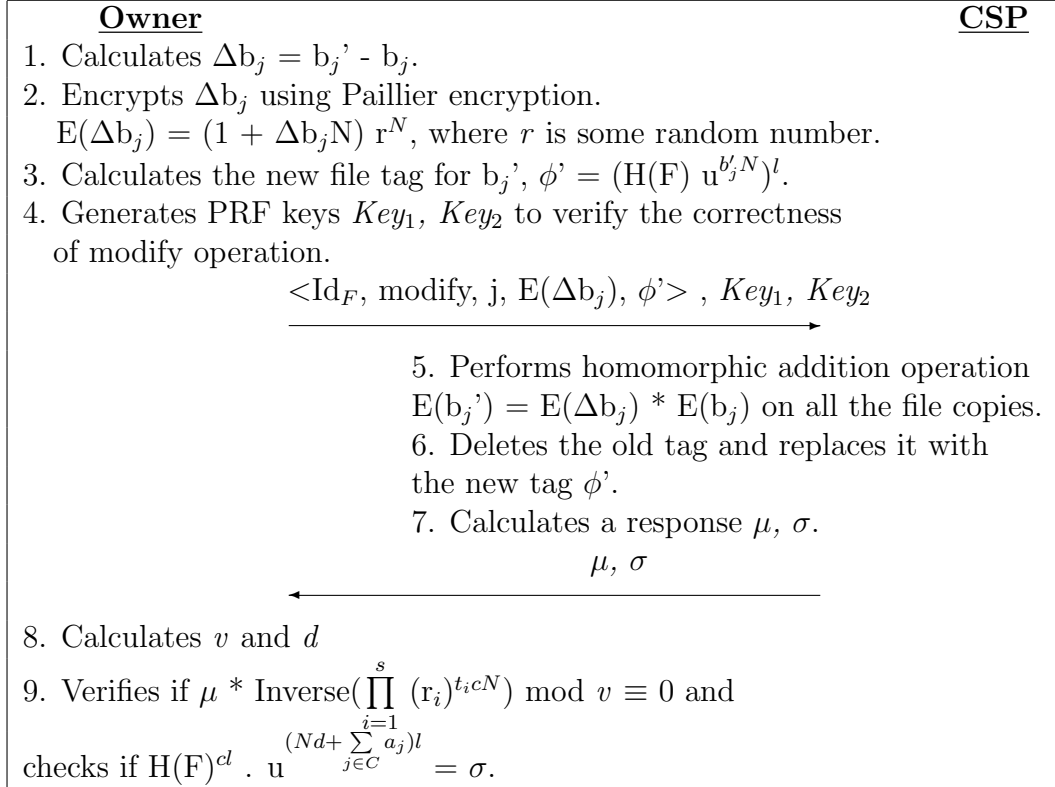 Owner CSP
1. Calculates Δb_j = b_j’ - b_j.
2. Encrypts Δb_j using Paillier encryption.
E(Δb_j) = (1 + Δb_jN) r^N, where r is some random number.
3. Calculates the new file tag for b_j’, ϕ’ = (H(F) u^{b'_jN})^l.
4. Generates PRF keys Key_1, Key_2 to verify the correctness
of modify operation.
<Id_F, modify, j, E(Δb_j), ϕ’> , Key_1, Key_2
5. Performs homomorphic addition operation
E(b_j’) = E(Δb_j) * E(b_j) on all the file copies.
6. Deletes the old tag and replaces it with
the new tag ϕ’.
7. Calculates a response μ, σ.
μ, σ
8. Calculates v and d
9. Verifies if μ * Inverse(∏_{i=1}^{s} (r_i)^{t_icN}) mod v ≡ 0 and
checks if H(F)^{cl} . u^{(Nd+∑_{j∈C} a_j)l} = σ.